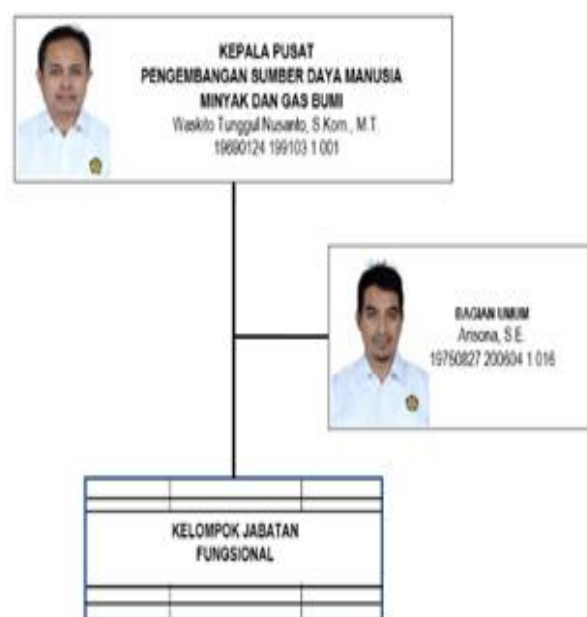 KEPALA PUSAT
PENGEMBANGAN SUMBER DAYA MANUSIA
MINYAK DAN GAS BUMI
Waskito Tunggul Nusanto, S.Kom., M.T.
19690124 199103 1 001
BAGIAN UMUM
Arisona, S.E.
19750827 200604 1 016
KELOMPOK JABATAN
FUNGSIONAL